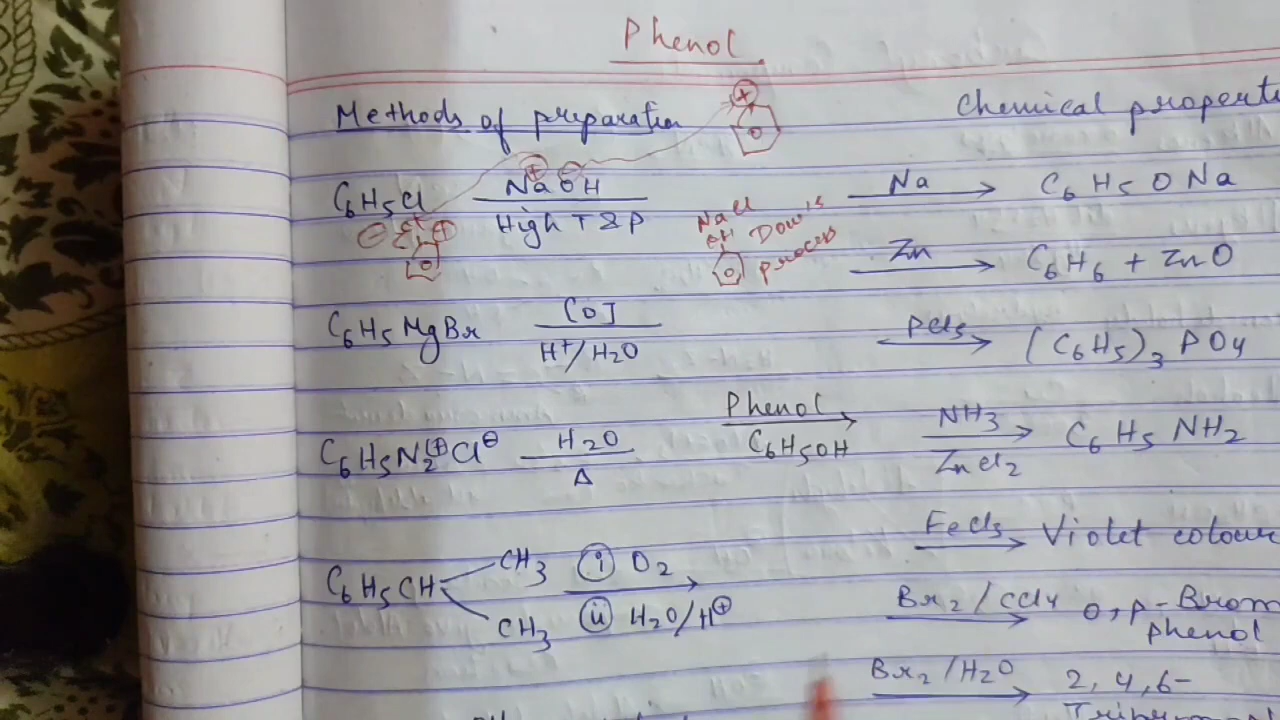 Phenol
Methods of preparation
Chemical properti
C6H5Cl NaOH High T & P
NaCl
OH Dow's process
Na C6H5ONa
Zn C6H6 + ZnO
C6H5MgBr [O] H+/H2O
PCl5 (C6H5)3PO4
C6H5N2⊕Cl⊖ H2O Δ
Phenol C6H5OH
NH3 ZnCl2 C6H5NH2
FeCl3 Violet colour
C6H5CH CH3 CH3 (i) O2 (ii) H2O/H⊕
Br2/CCl4 o,p-Brom
phenol
Br2/H2O 2,4,6-